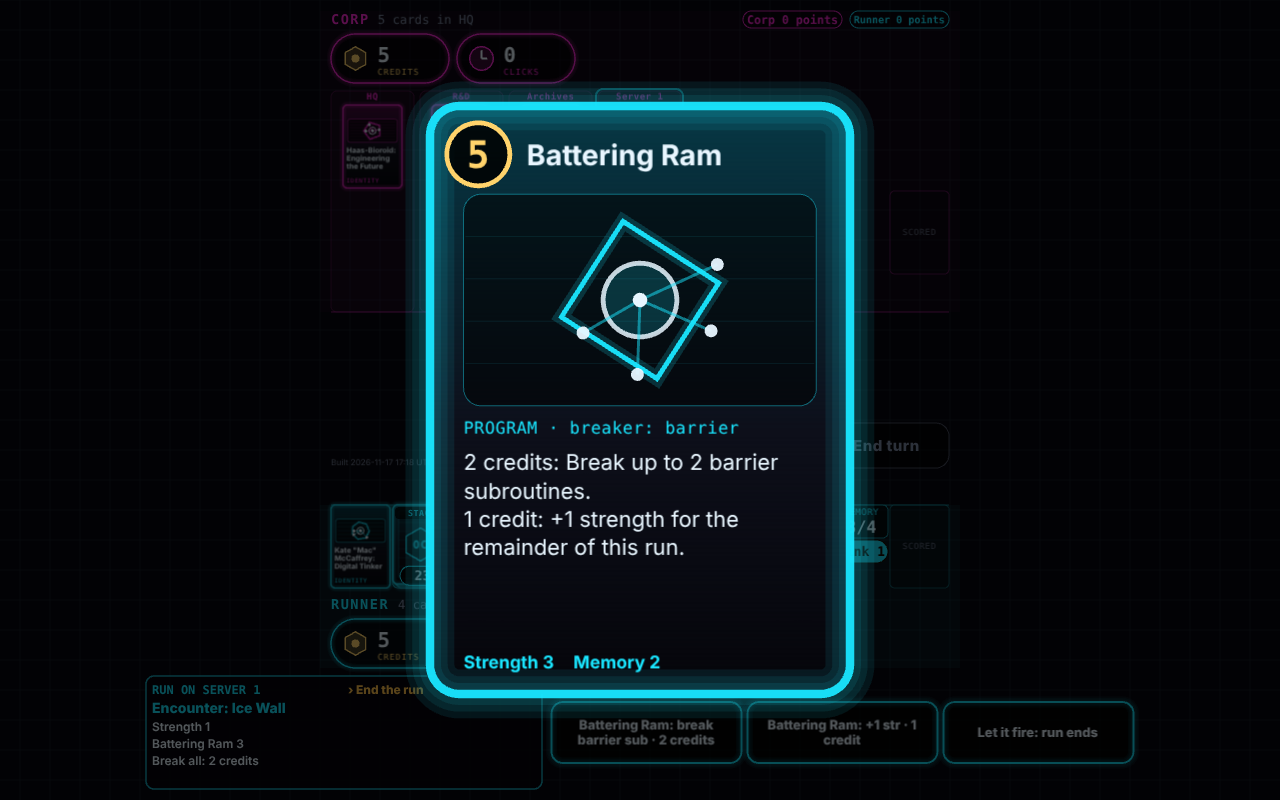 CORP 5 cards in HQ
Corp 0 points
Runner 0 points
5
CREDITS
0
CLICKS
HQ
R&D
Archives
Server 1
Haas-Bioroid:
Engineering
the Future
IDENTITY
SCORED
5
Battering Ram
PROGRAM · breaker: barrier
2 credits: Break up to 2 barrier
subroutines.
1 credit: +1 strength for the
remainder of this run.
Strength 3 Memory 2
End turn
Kate "Mac"
McCaffrey:
Digital Tinker
IDENTITY
/4
SCORED
RUNNER 4
5
CREDITS
RUN ON SERVER 1
› End the run
Encounter: Ice Wall
Strength 1
Battering Ram 3
Break all: 2 credits
Battering Ram: break
barrier sub · 2 credits
Battering Ram: +1 str · 1
credit
Let it fire: run ends